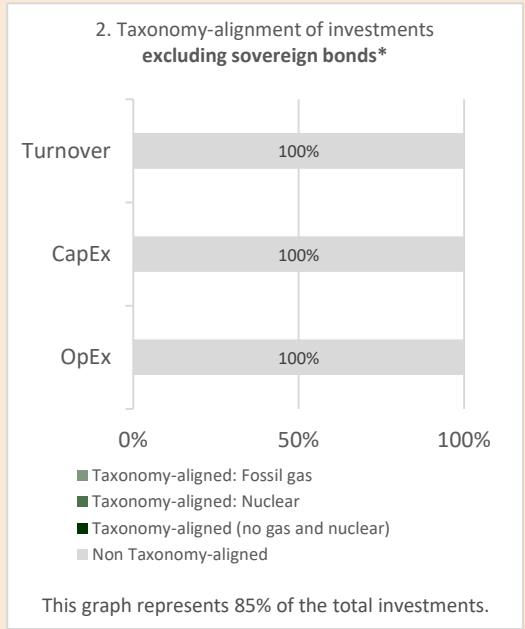 2. Taxonomy-alignment of investments
excluding sovereign bonds*
Turnover
100%
CapEx
100%
OpEx
100%
0%
50%
100%
Taxonomy-aligned: Fossil gas
Taxonomy-aligned: Nuclear
Taxonomy-aligned (no gas and nuclear)
Non Taxonomy-aligned
This graph represents 85% of the total investments.